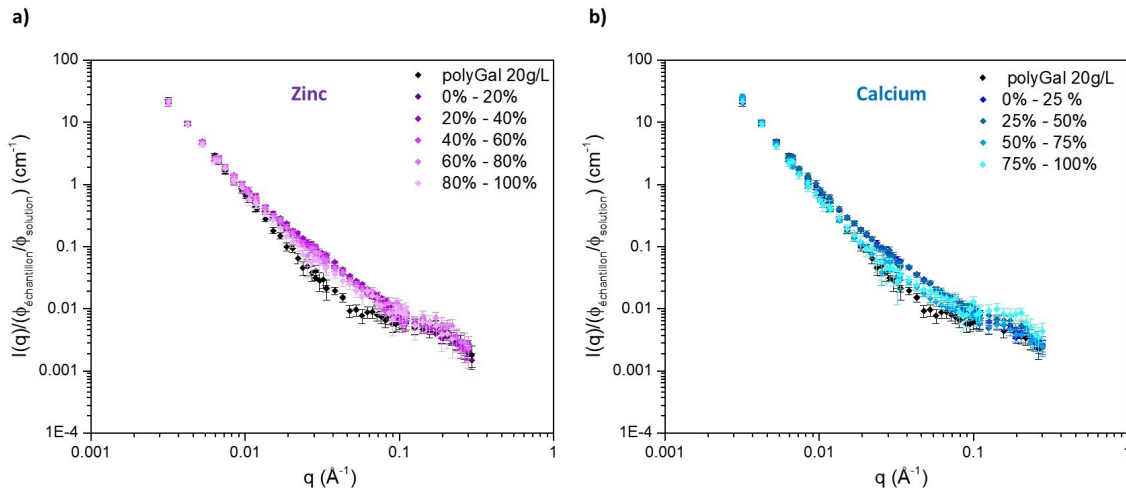 a)
100
10
1
0.1
0.01
0.001
1E-4
I(q)/(ϕéchantillon/ϕsolution) (cm⁻¹)
Zinc
polyGal 20g/L
0% - 20%
20% - 40%
40% - 60%
60% - 80%
80% - 100%
0.001
0.01
0.1
1
q (Å⁻¹)
b)
100
10
1
0.1
0.01
0.001
1E-4
I(q)/(ϕéchantillon/ϕsolution) (cm⁻¹)
Calcium
polyGal 20g/L
0% - 25 %
25% - 50%
50% - 75%
75% - 100%
0.001
0.01
0.1
1
q (Å⁻¹)